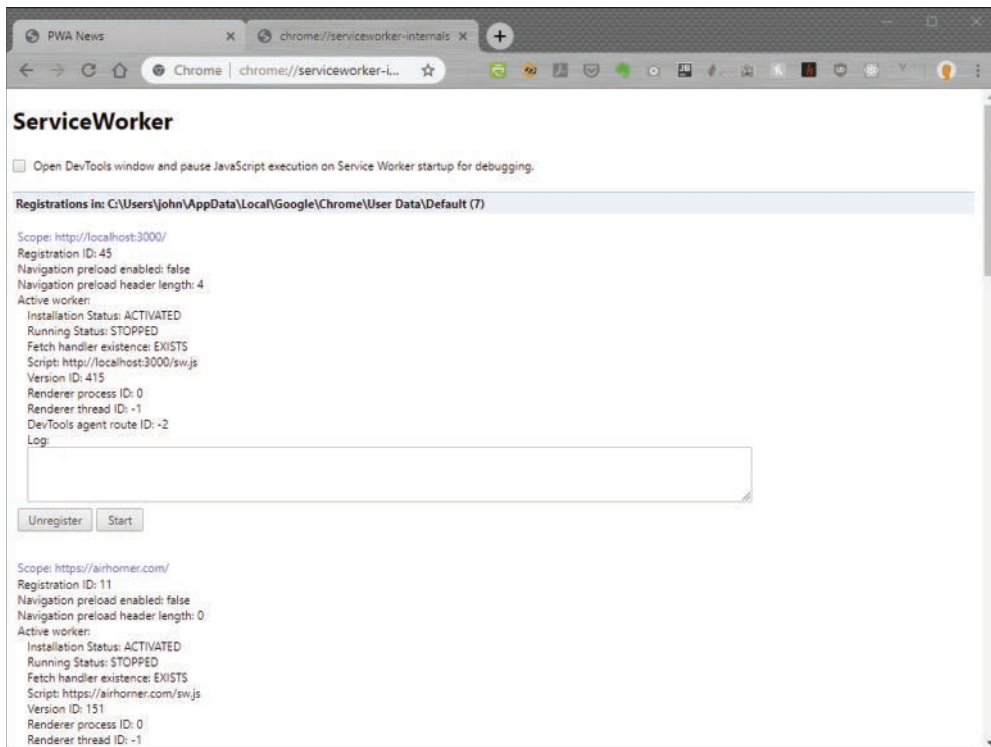 PWA News
chrome://serviceworker-internals
Chrome | chrome://serviceworker-i...
ServiceWorker
Open DevTools window and pause JavaScript execution on Service Worker startup for debugging.
Registrations in: C:\Users\john\AppData\Local\Google\Chrome\User Data\Default (7)
Scope: http://localhost:3000/
Registration ID: 45
Navigation preload enabled: false
Navigation preload header length: 4
Active worker:
Installation Status: ACTIVATED
Running Status: STOPPED
Fetch handler existence: EXISTS
Script: http://localhost:3000/sw.js
Version ID: 415
Renderer process ID: 0
Renderer thread ID: -1
DevTools agent route ID: -2
Log:
Unregister Start
Scope: https://airhorner.com/
Registration ID: 11
Navigation preload enabled: false
Navigation preload header length: 0
Active worker:
Installation Status: ACTIVATED
Running Status: STOPPED
Fetch handler existence: EXISTS
Script: https://airhorner.com/sw.js
Version ID: 151
Renderer process ID: 0
Renderer thread ID: -1